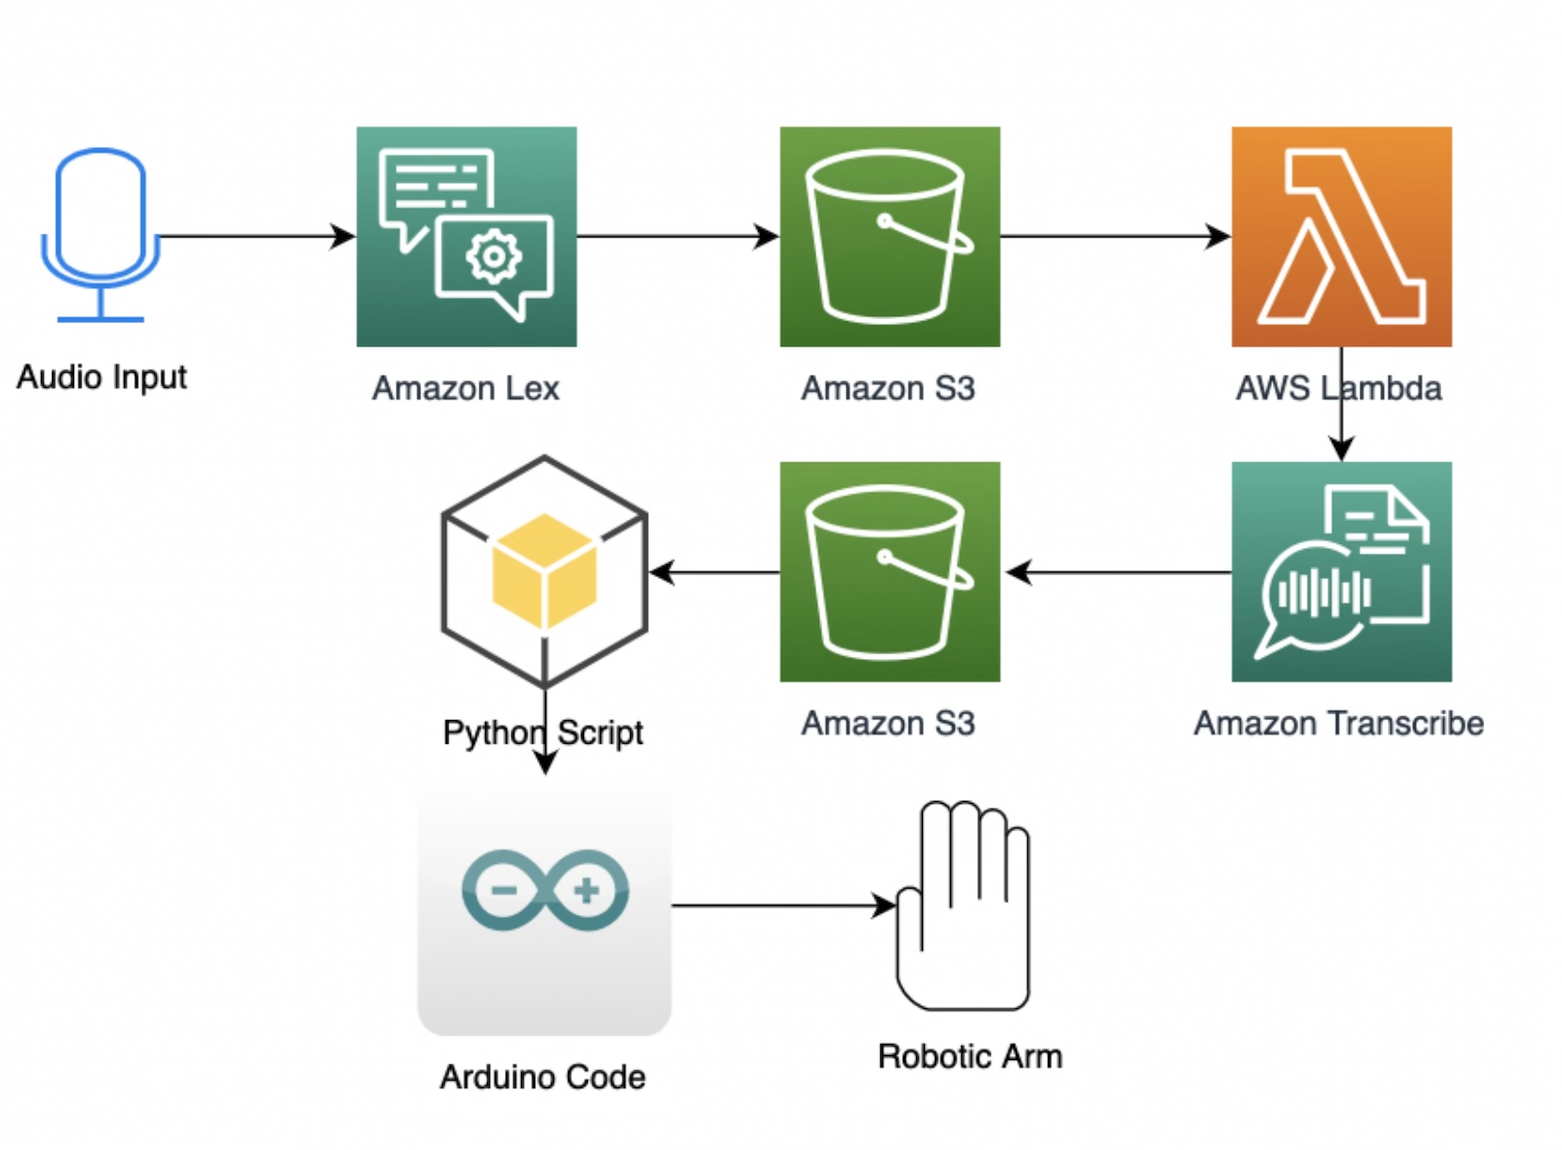 Audio Input
Amazon Lex
Amazon S3
AWS Lambda
Python Script
Amazon S3
Amazon Transcribe
Arduino Code
Robotic Arm